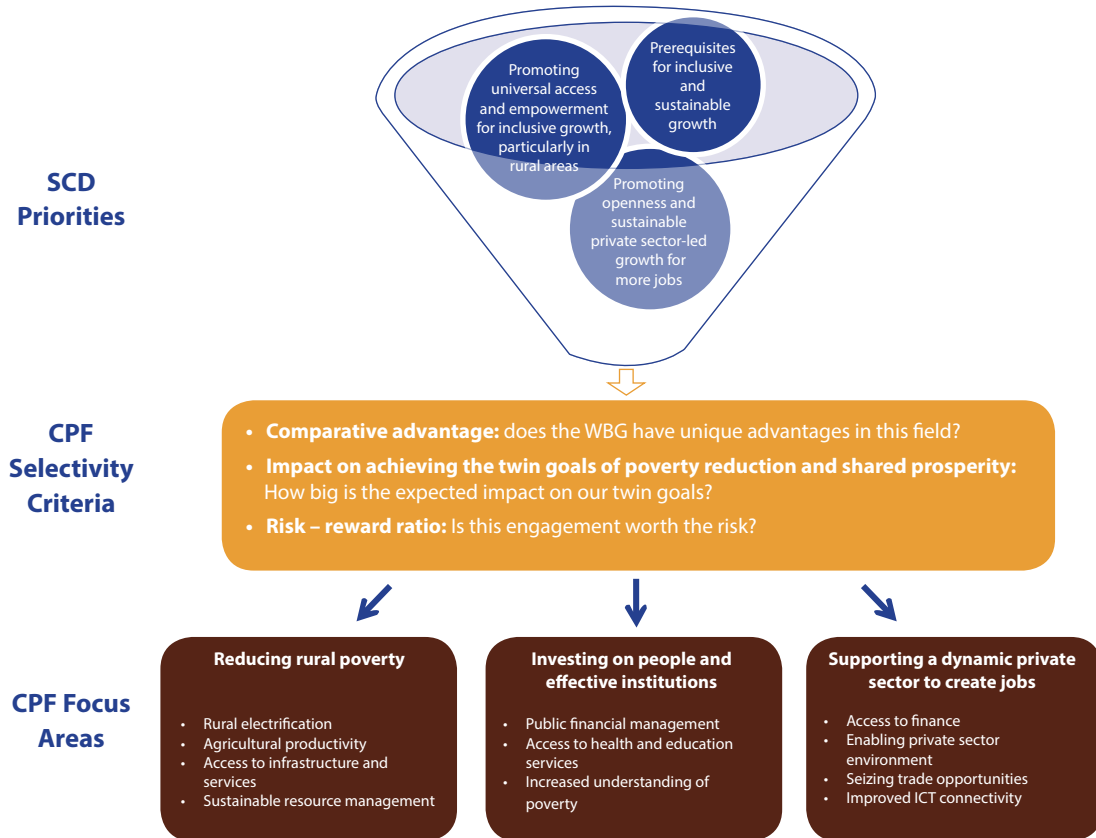 Promoting
universal access
and empowerment
for inclusive growth,
particularly in
rural areas
Prerequisites
for inclusive
and
sustainable
growth
Promoting
openness and
sustainable
private sector-led
growth for
more jobs
SCD
Priorities
CPF
Selectivity
Criteria
• Comparative advantage: does the WBG have unique advantages in this field?
• Impact on achieving the twin goals of poverty reduction and shared prosperity:
How big is the expected impact on our twin goals?
• Risk – reward ratio: Is this engagement worth the risk?
CPF Focus
Areas
Reducing rural poverty
• Rural electrification
• Agricultural productivity
• Access to infrastructure and
services
• Sustainable resource management
Investing on people and
effective institutions
• Public financial management
• Access to health and education
services
• Increased understanding of
poverty
Supporting a dynamic private
sector to create jobs
• Access to finance
• Enabling private sector
environment
• Seizing trade opportunities
• Improved ICT connectivity